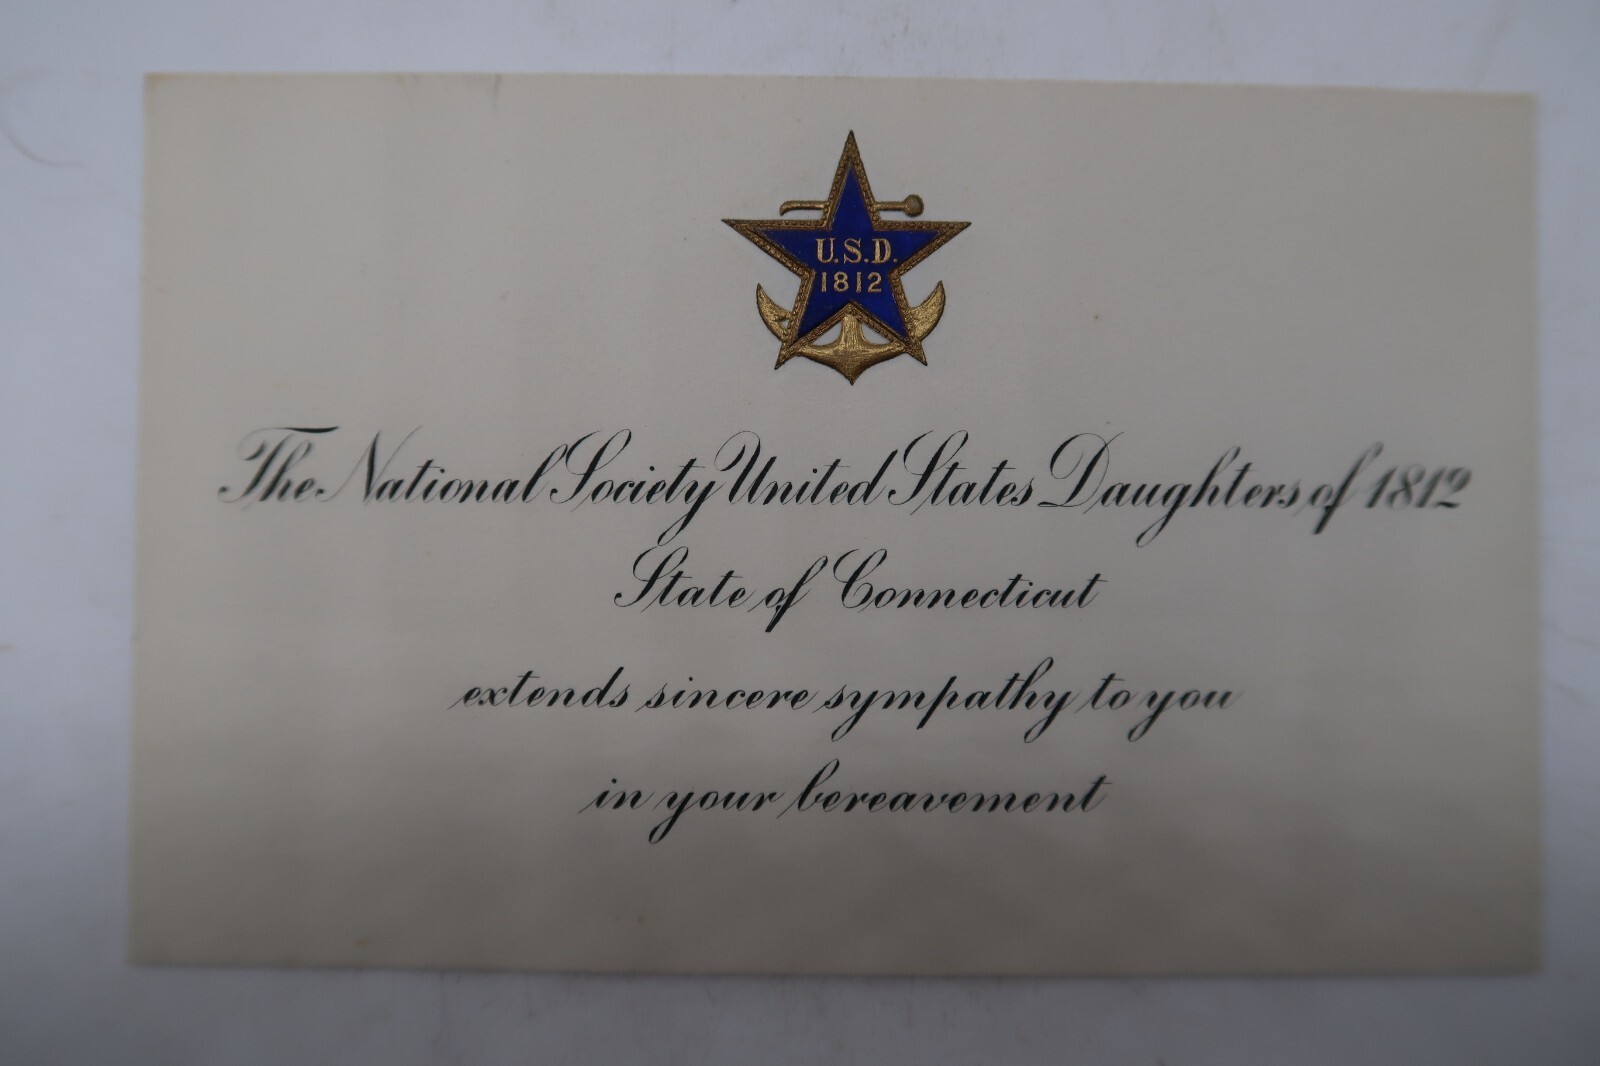 U.S.D.
1812
The National Society United States Daughters of 1812
State of Connecticut
extends sincere sympathy to you
in your bereavement